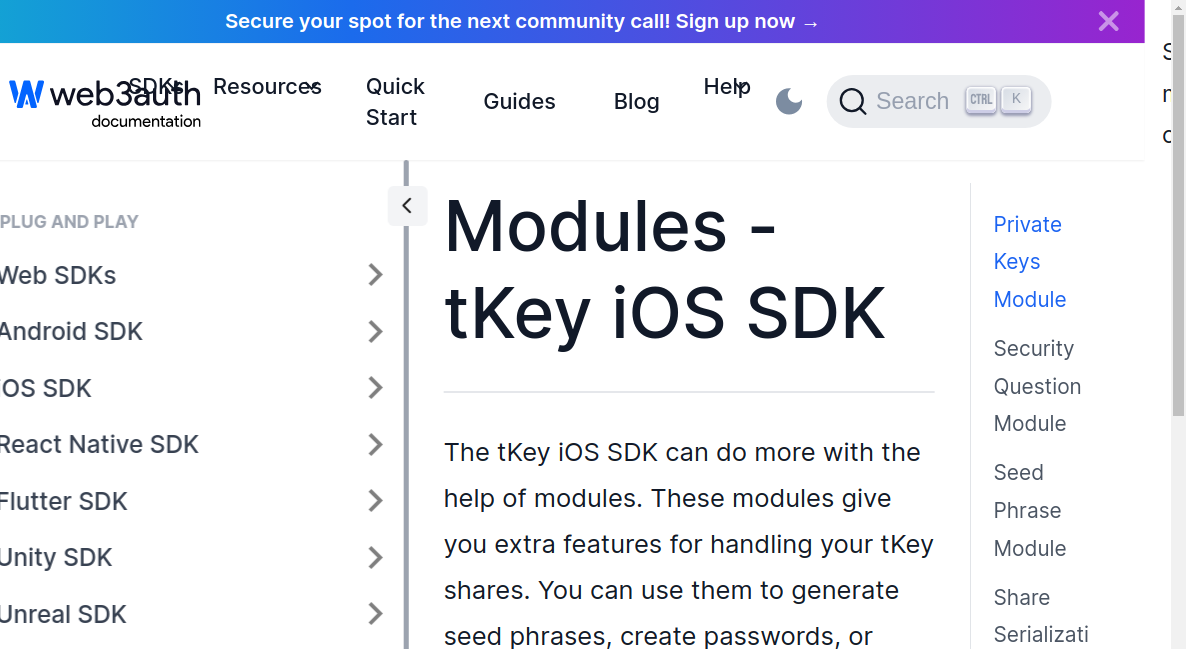 Secure your spot for the next community call! Sign up now →
web3auth
documentation
SDKs
Resources
Quick
Start
Guides
Blog
Help
Search
CTRL
K
PLUG AND PLAY
Web SDKs
Android SDK
iOS SDK
React Native SDK
Flutter SDK
Unity SDK
Unreal SDK
Modules -
tKey iOS SDK
The tKey iOS SDK can do more with the
help of modules. These modules give
you extra features for handling your tKey
shares. You can use them to generate
seed phrases, create passwords, or
Private
Keys
Module
Security
Question
Module
Seed
Phrase
Module
Share
Serializati